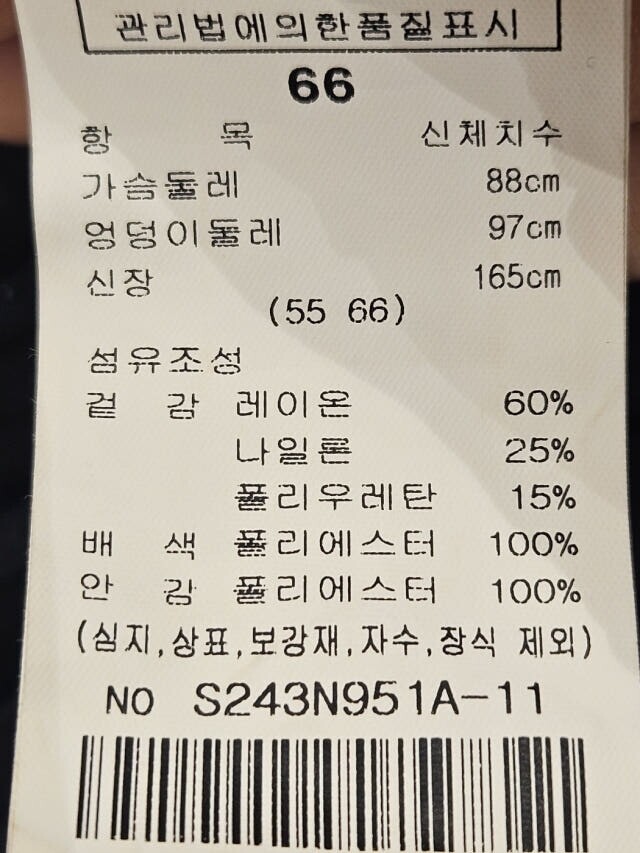 관리법에의한품질표시
66
항 목 신체치수
가슴둘레 88cm
엉덩이둘레 97cm
신장 165cm
(55 66)
섬유조성
겉 감 레이온 60%
나일론 25%
폴리우레탄 15%
배 색 폴리에스터 100%
안 감 폴리에스터 100%
(심지,상표,보강재,자수,장식 제외)
NO S243N951A-11